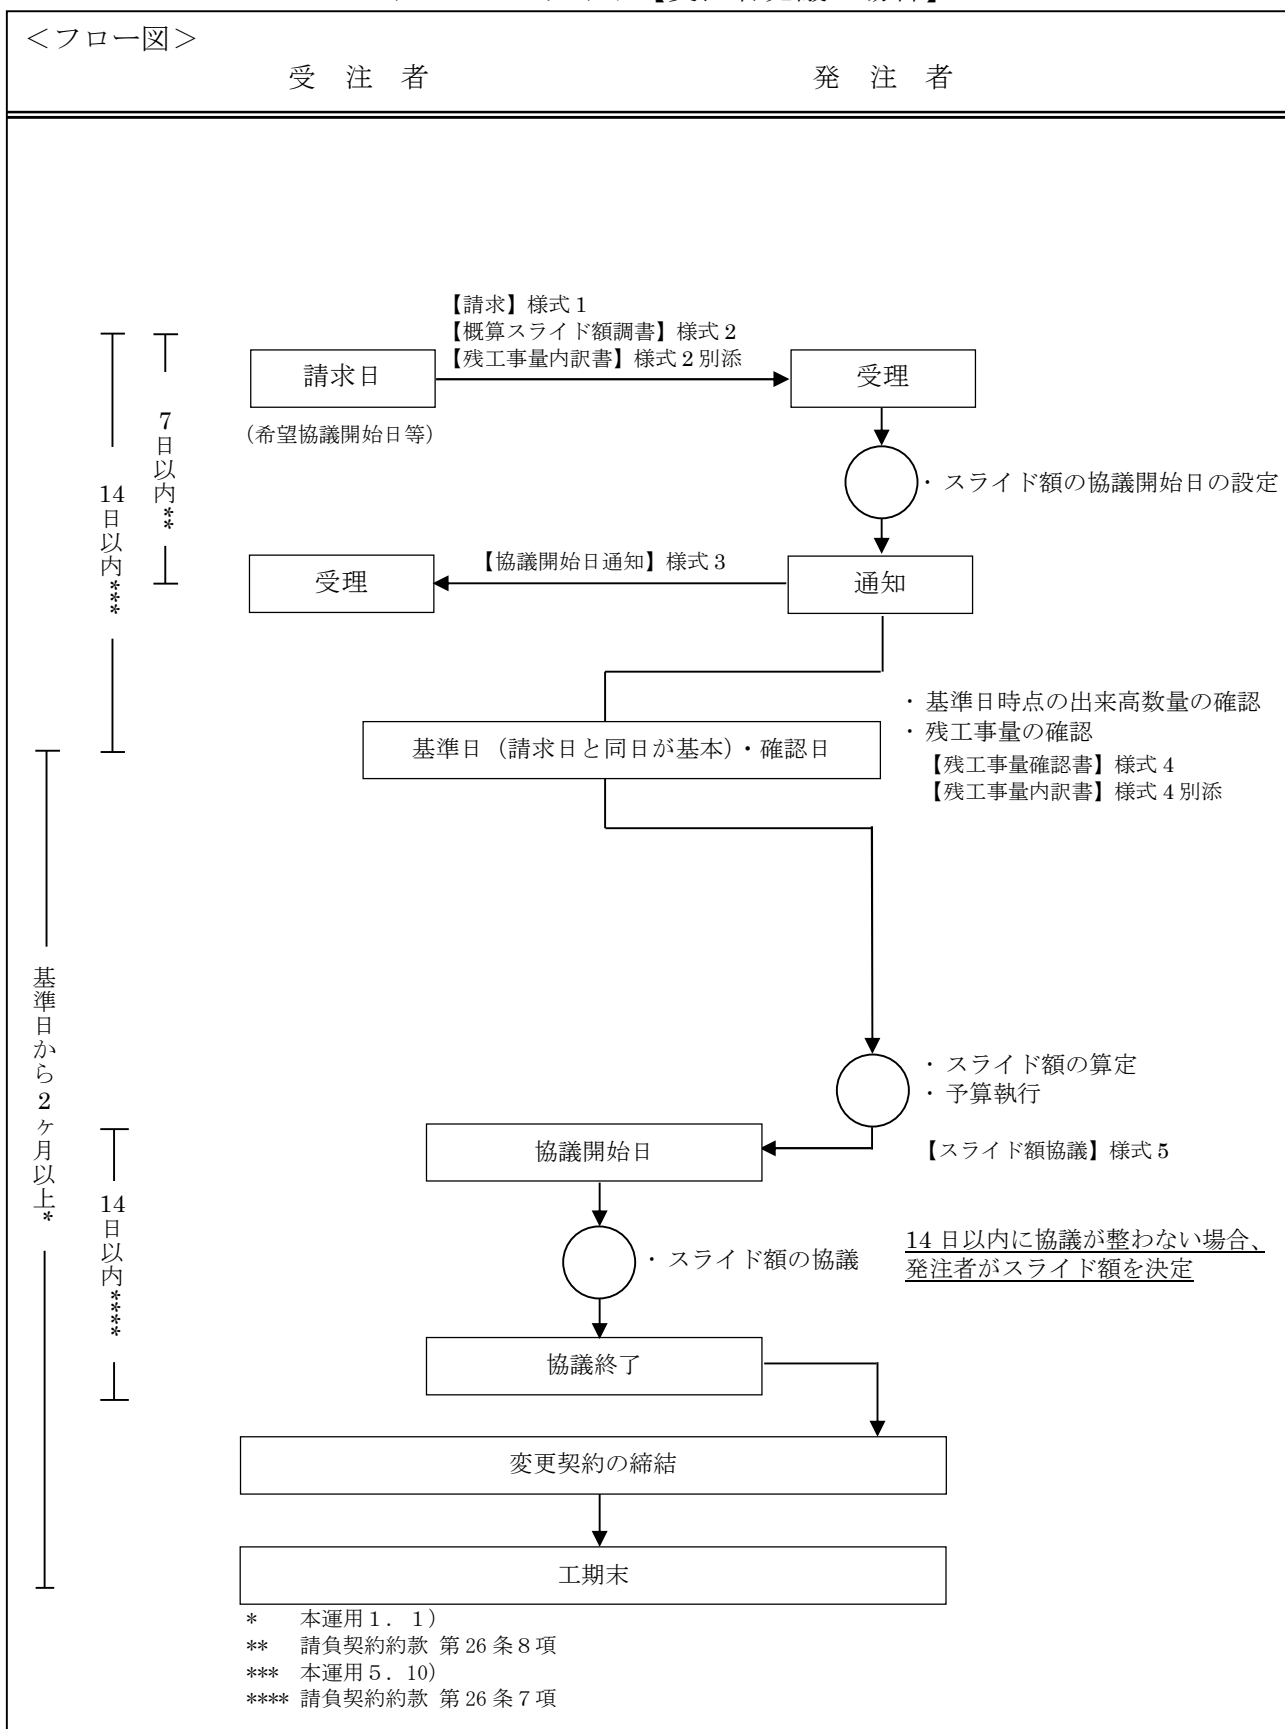 ＜フロー図＞
受 注 者
発 注 者
【請求】様式1
【概算スライド額調書】様式2
【残工事量内訳書】様式2別添
請求日
受理
(希望協議開始日等)
7日以内**
14日以内***
・スライド額の協議開始日の設定
【協議開始日通知】様式3
受理
通知
・基準日時点の出来高数量の確認
・残工事量の確認
【残工事量確認書】様式4
【残工事量内訳書】様式4別添
基準日（請求日と同日が基本）・確認日
基準日から2ヶ月以上*
・スライド額の算定
・予算執行
協議開始日
【スライド額協議】様式5
14日以内****
・スライド額の協議
14日以内に協議が整わない場合、
発注者がスライド額を決定
協議終了
変更契約の締結
工期末
* 本運用１．１）
** 請負契約約款 第26条８項
*** 本運用５．10）
**** 請負契約約款 第26条７項